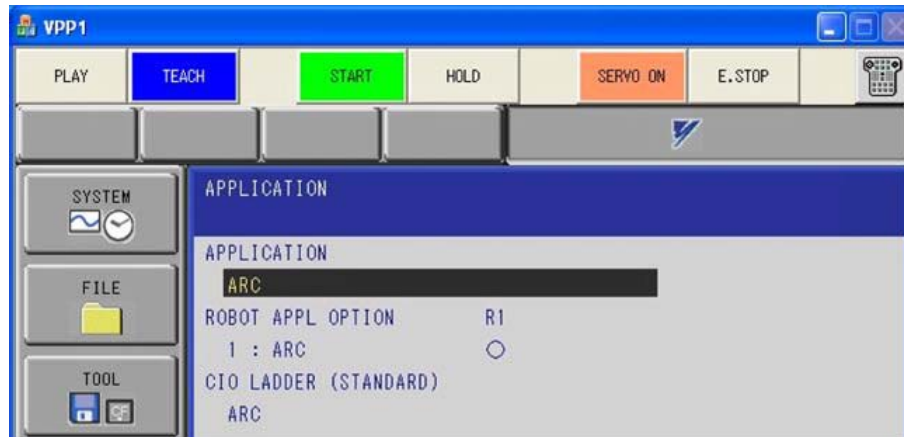 VPP1
PLAY TEACH START HOLD SERVO ON E.STOP
SYSTEM
FILE
TOOL
CF
APPLICATION
APPLICATION
ARC
ROBOT APPL OPTION R1
1 : ARC
CIO LADDER (STANDARD)
ARC